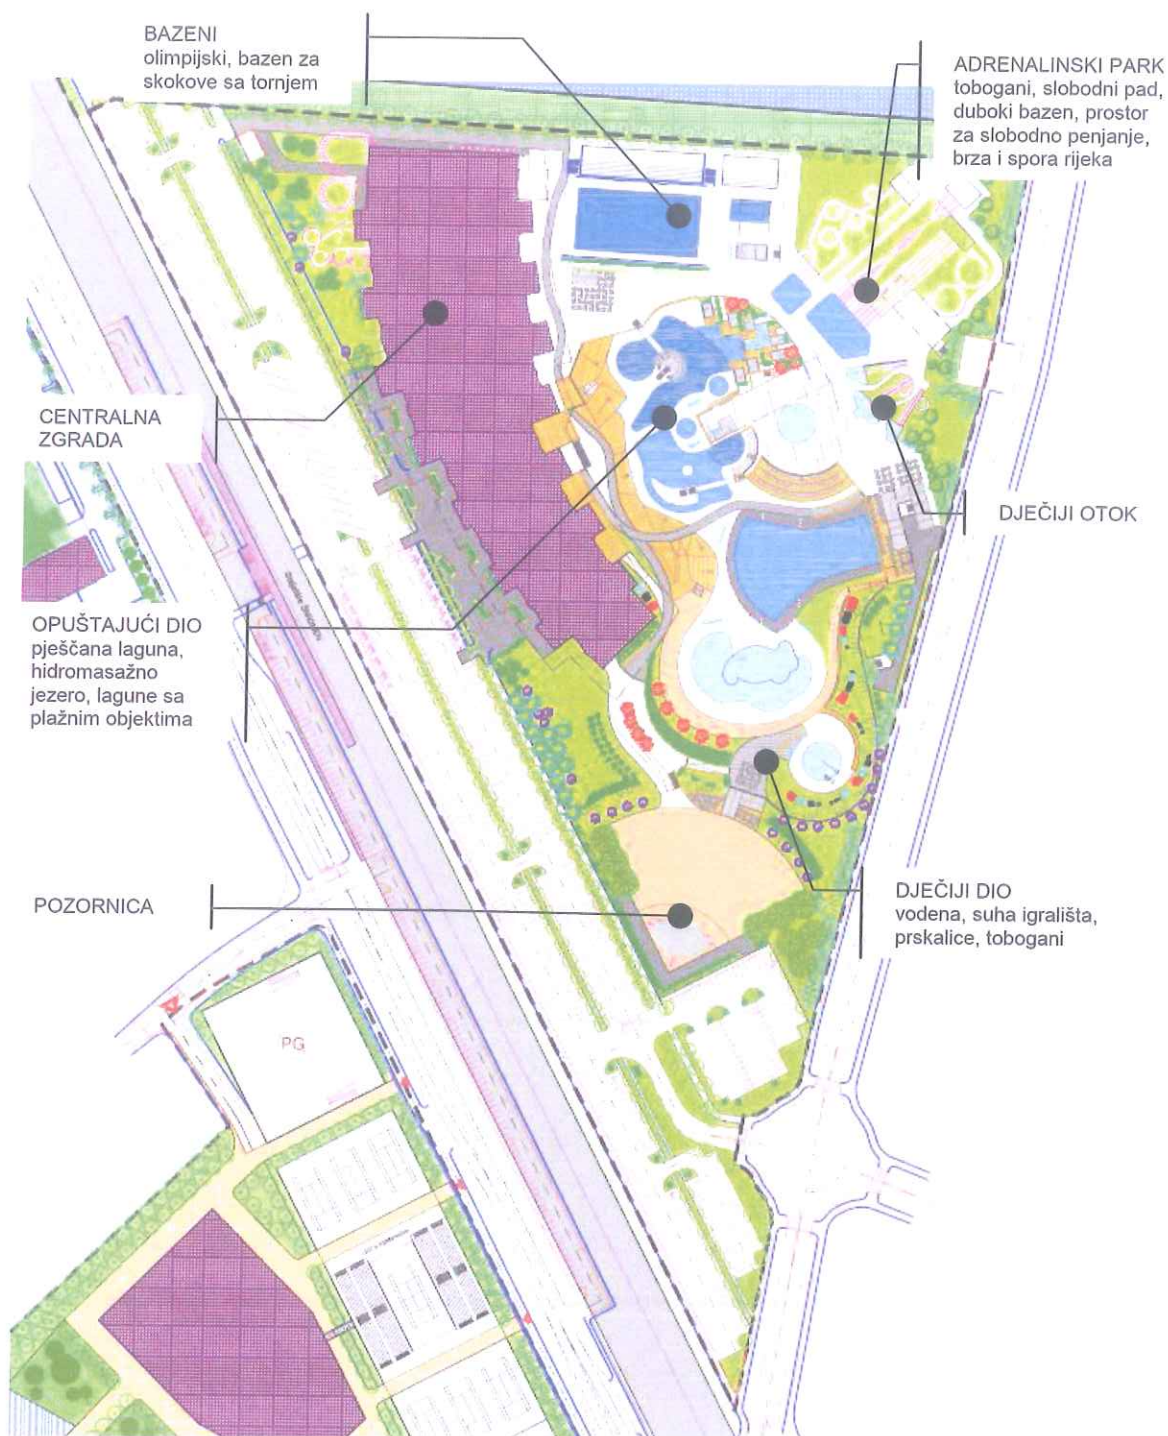 BAZENI
olimpijski, bazen za
skokove sa tornjem
ADRENALINSKI PARK
tobogani, slobodni pad,
duboki bazen, prostor
za slobodno penjanje,
brza i spora rijeka
CENTRALNA
ZGRADA
DJEČIJI OTOK
OPUŠTAJUĆI DIO
pješčana laguna,
hidromasažno
jezero, lagune sa
plažnim objektima
POZORNICA
DJEČIJI DIO
vodena, suha igrališta,
prskalice, tobogani
PG